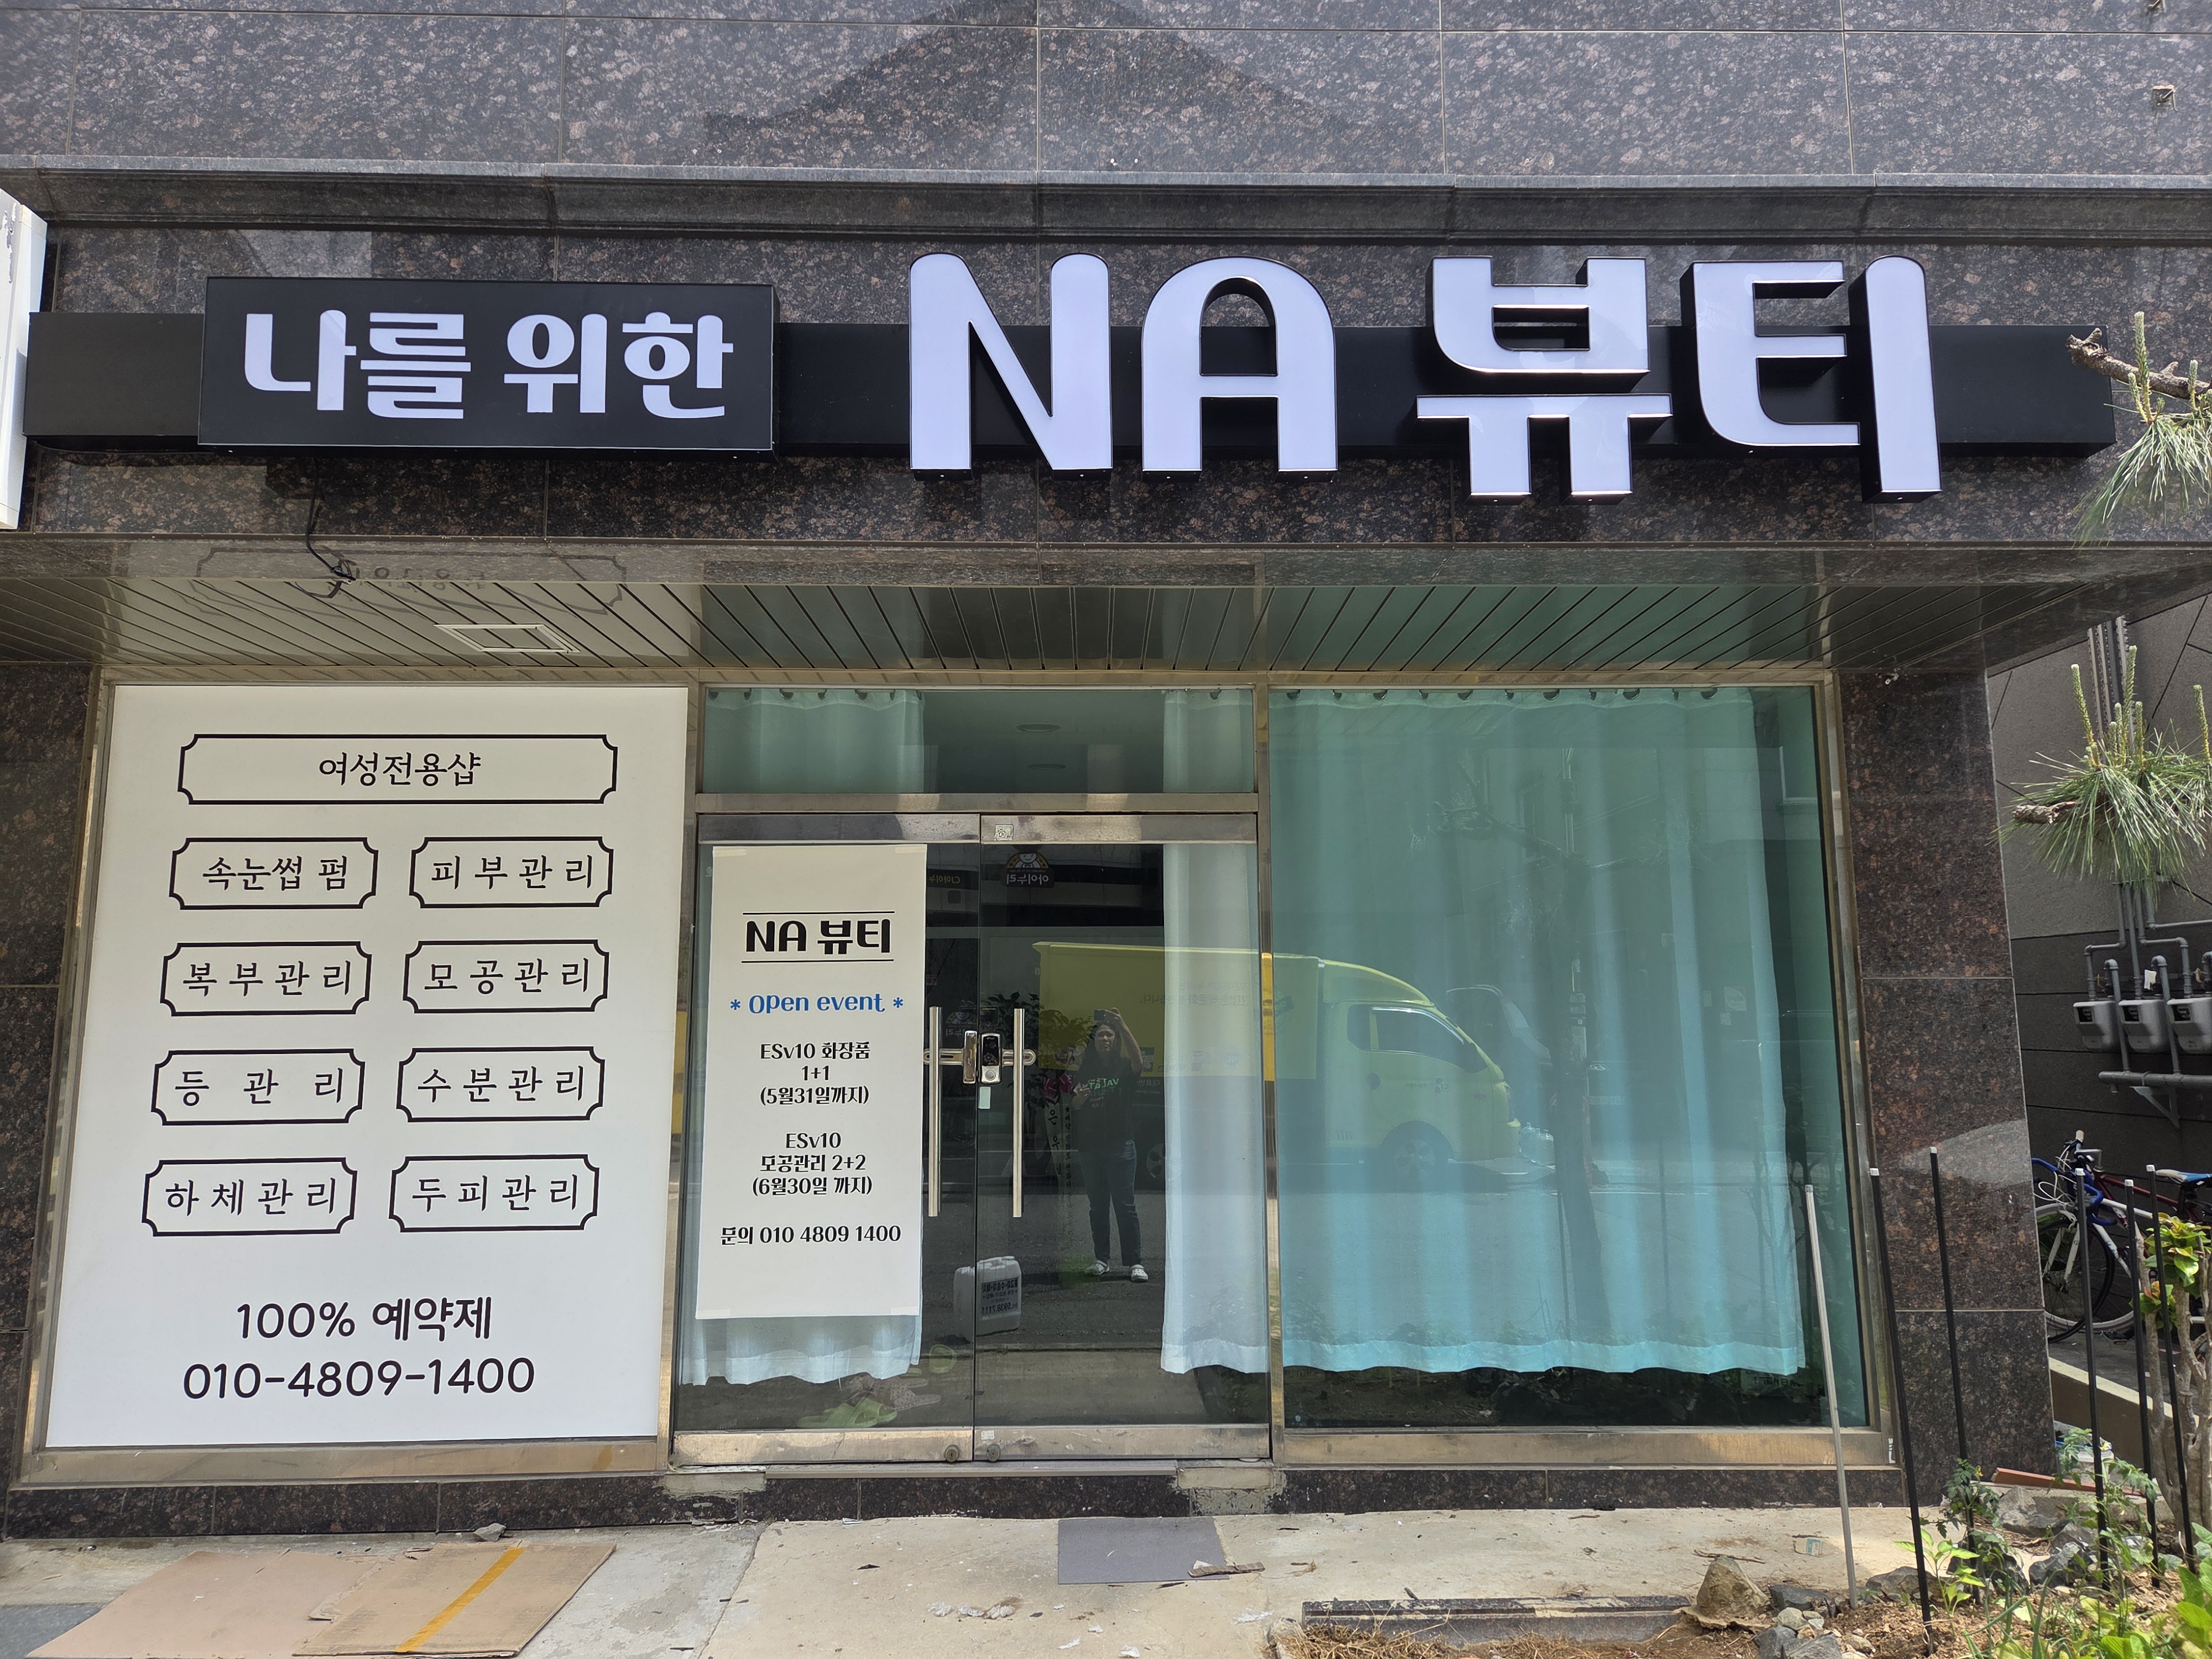 나를 위한 NA 뷰티
여성전용샵
속눈썹 펌 피부관리
복부관리 모공관리
등 관 리 수분관리
하체관리 두피관리
100% 예약제
010-4809-1400
NA 뷰티
* Open event *
ESv10 화장품
1+1
(5월31일까지)
ESv10
모공관리 2+2
(6월30일 까지)
문의 010 4809 1400
아이누리